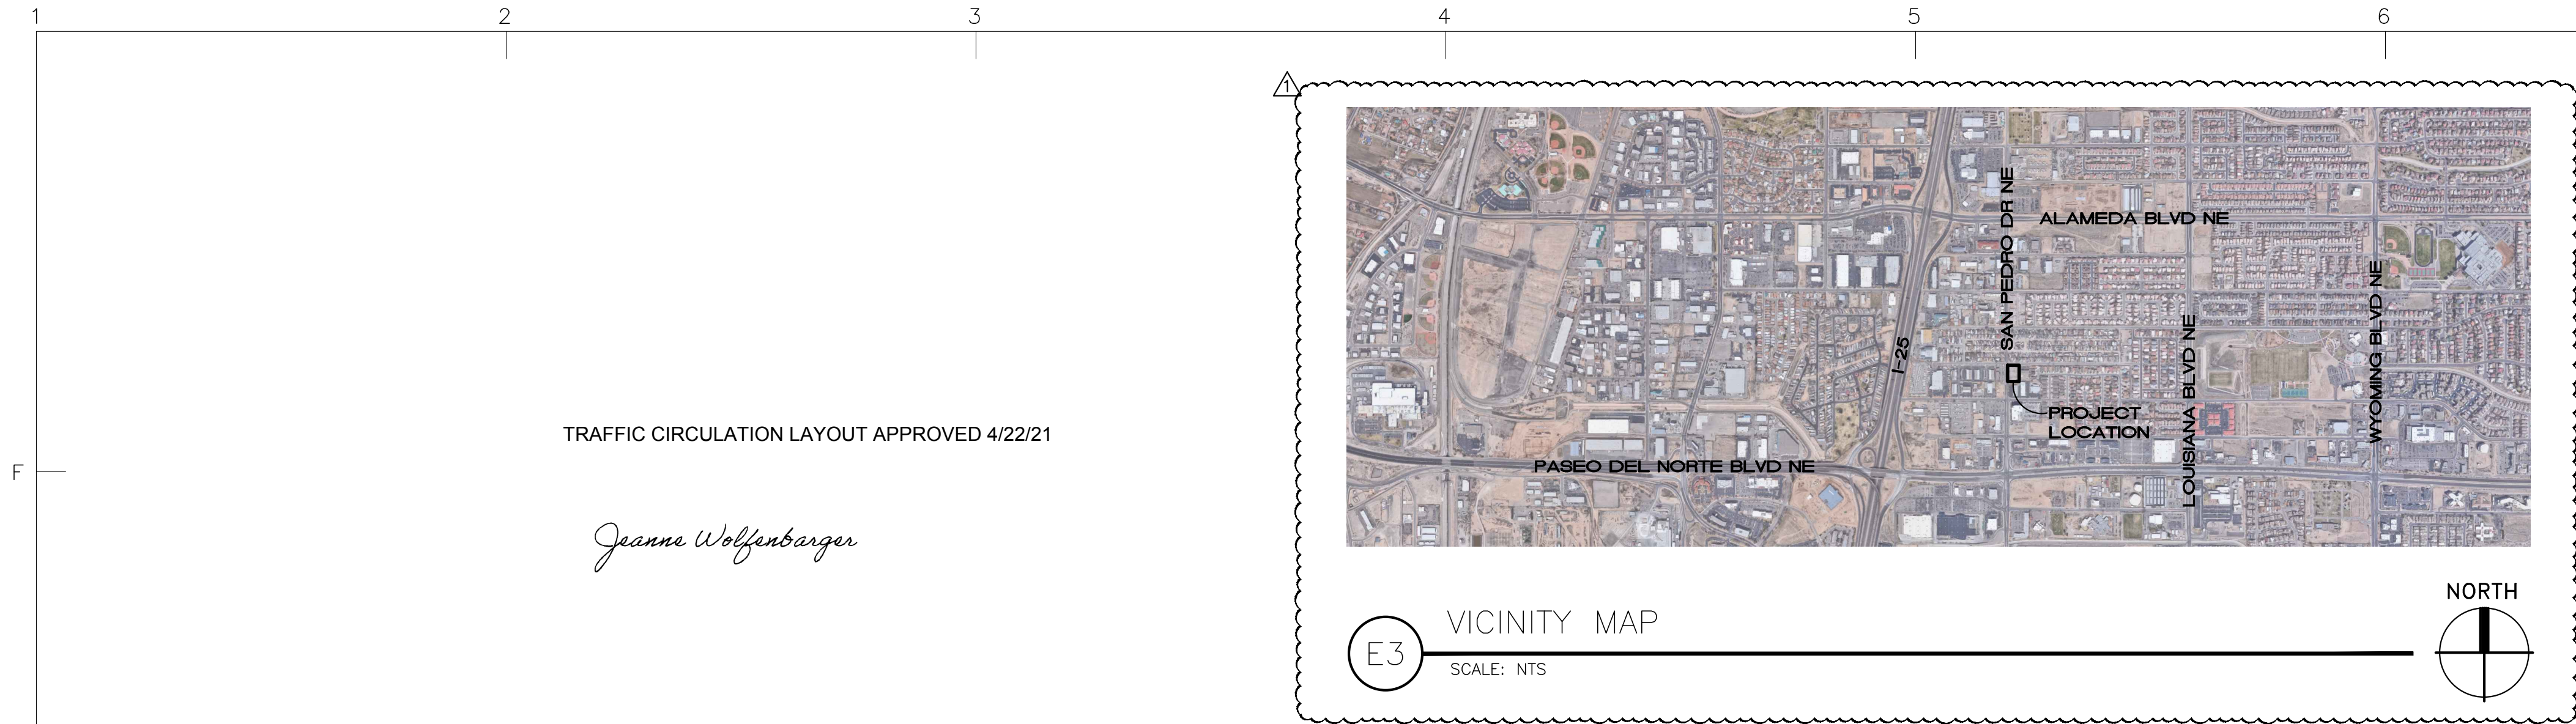 1 2 3 4 5 6
1
SAN PEDRO DR NE
ALAMEDA BLVD NE
WYOMING BLVD NE
LOUISIANA BLVD NE
I-25
PROJECT
LOCATION
TRAFFIC CIRCULATION LAYOUT APPROVED 4/22/21
PASEO DEL NORTE BLVD NE
F
Jeanne Wolfenbarger
NORTH
VICINITY MAP
E3
SCALE: NTS